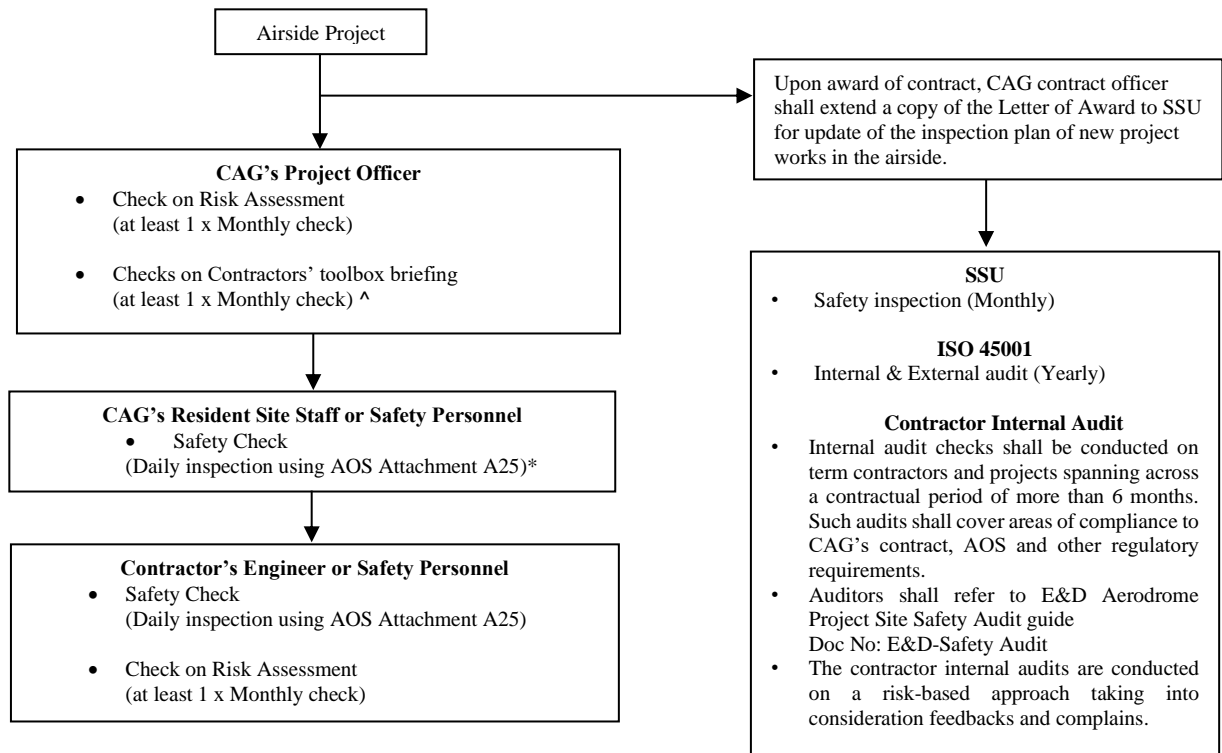 Airside Project
Upon award of contract, CAG contract officer
shall extend a copy of the Letter of Award to SSU
for update of the inspection plan of new project
works in the airside.
CAG’s Project Officer
• Check on Risk Assessment
(at least 1 x Monthly check)
• Checks on Contractors’ toolbox briefing
(at least 1 x Monthly check) ^
CAG’s Resident Site Staff or Safety Personnel
• Safety Check
(Daily inspection using AOS Attachment A25)*
Contractor’s Engineer or Safety Personnel
• Safety Check
(Daily inspection using AOS Attachment A25)
• Check on Risk Assessment
(at least 1 x Monthly check)
SSU
• Safety inspection (Monthly)
ISO 45001
• Internal & External audit (Yearly)
Contractor Internal Audit
• Internal audit checks shall be conducted on
term contractors and projects spanning across
a contractual period of more than 6 months.
Such audits shall cover areas of compliance to
CAG’s contract, AOS and other regulatory
requirements.
• Auditors shall refer to E&D Aerodrome
Project Site Safety Audit guide
Doc No: E&D-Safety Audit
• The contractor internal audits are conducted
on a risk-based approach taking into
consideration feedbacks and complains.